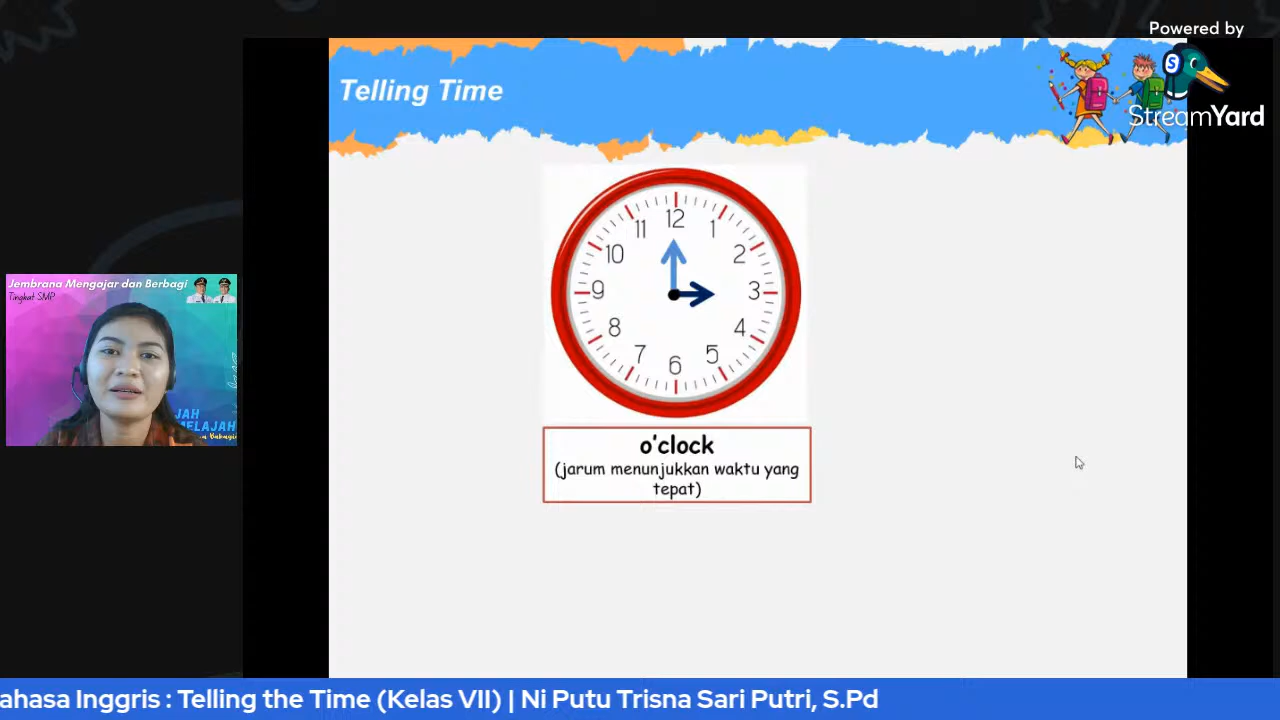 Powered by
StreamYard
Telling Time
12
11
1
10
2
9
3
8
4
7
5
6
o'clock
(jarum menunjukkan waktu yang
tepat)
Jembrana Mengajar dan Berbagi
Tingkat SMP
JAH
MELAJAH
ahasa Inggris : Telling the Time (Kelas VII) | Ni Putu Trisna Sari Putri, S.Pd